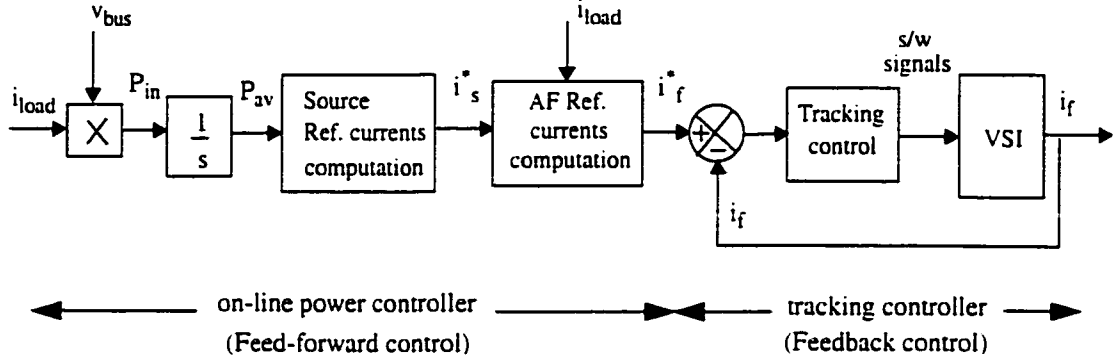 v_bus
i_load
i_load
P_in
P_av
i*_s
i*_f
s/w
signals
i_f
X
1
s
Source
Ref. currents
computation
AF Ref.
currents
computation
+
−
Tracking
control
VSI
i_f
on-line power controller
(Feed-forward control)
tracking controller
(Feedback control)